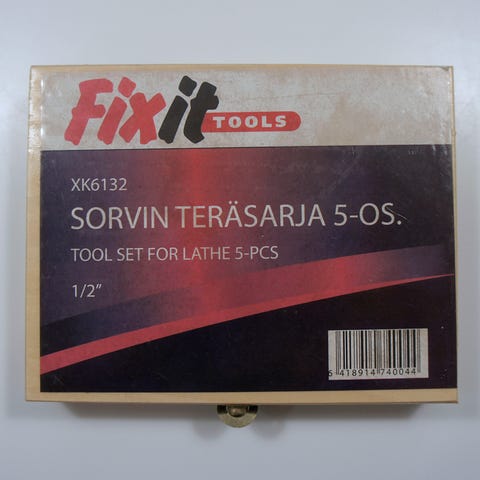 Fixit TOOLS
XK6132
SORVIN TERÄSARJA 5-OS.
TOOL SET FOR LATHE 5-PCS
1/2”
6 418914 740044